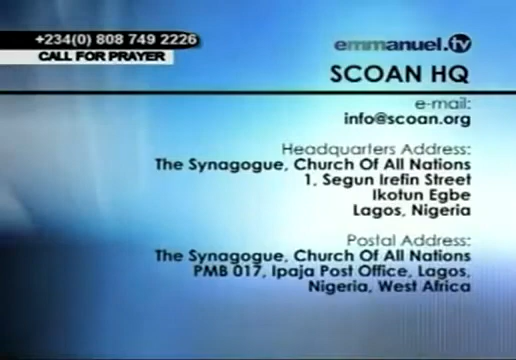 +234(0) 808 749 2226
CALL FOR PRAYER
emmanuel.tv
SCOAN HQ
e-mail:
info@scoan.org
Headquarters Address:
The Synagogue, Church Of All Nations
1, Segun Irefin Street
Ikotun Egbe
Lagos, Nigeria
Postal Address:
The Synagogue, Church Of All Nations
PMB 017, Ipaja Post Office, Lagos,
Nigeria, West Africa